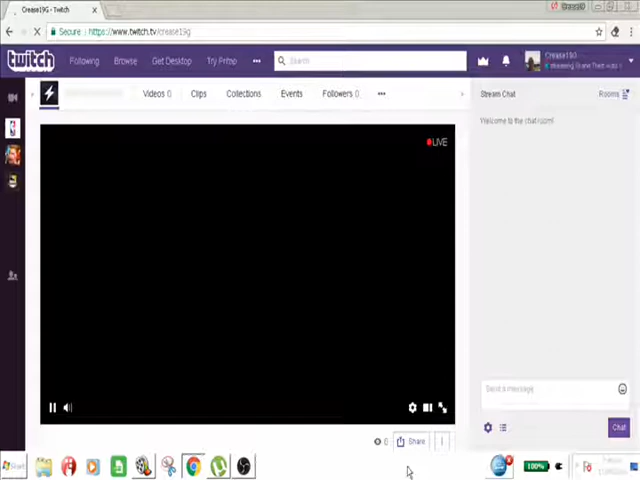 Crease19G - Twitch
Secure https://www.twitch.tv/crease19g
twitch Following Browse Get Desktop Try Prime Search
Crease19G
Videos 0 Clips Collections Events Followers 0
Stream Chat Rooms
Welcome to the chat room!
LIVE
Send a message
0 Share
Chat
Start
100%